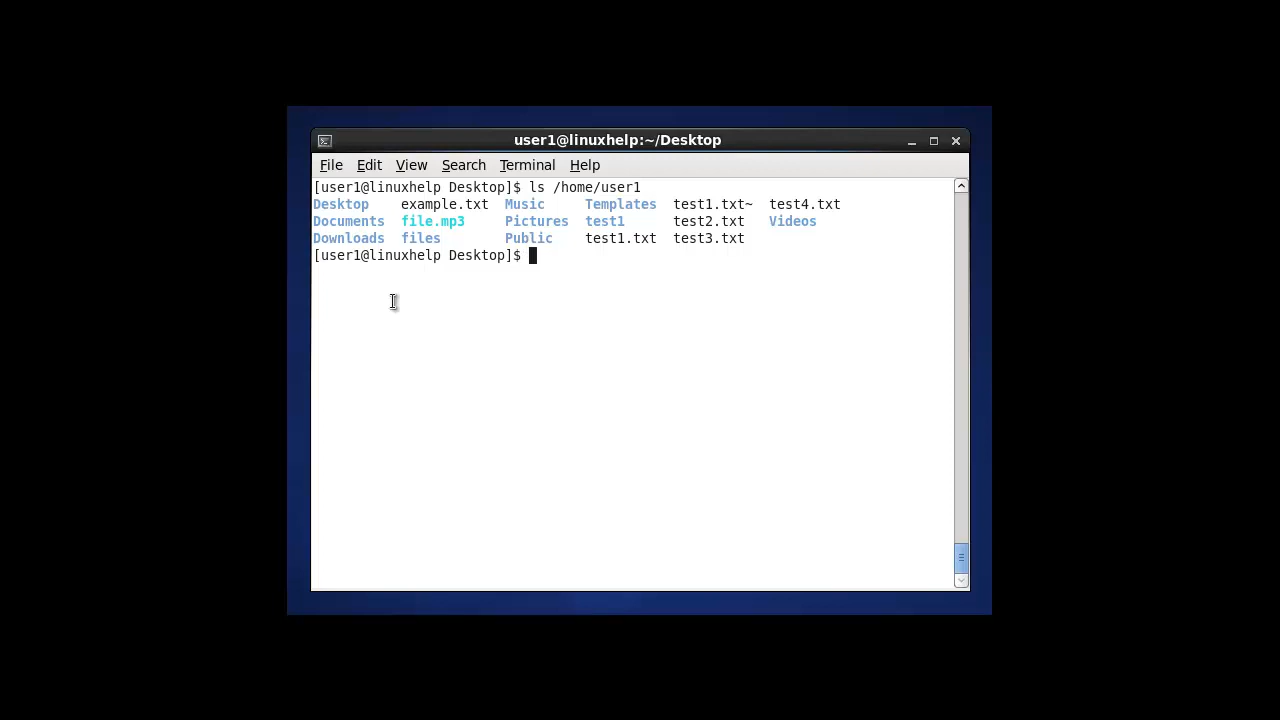 user1@linuxhelp:~/Desktop
File Edit View Search Terminal Help
[user1@linuxhelp Desktop]$ ls /home/user1
Desktop    example.txt  Music     Templates  test1.txt~  test4.txt
Documents  file.mp3     Pictures  test1      test2.txt   Videos
Downloads  files        Public    test1.txt  test3.txt
[user1@linuxhelp Desktop]$